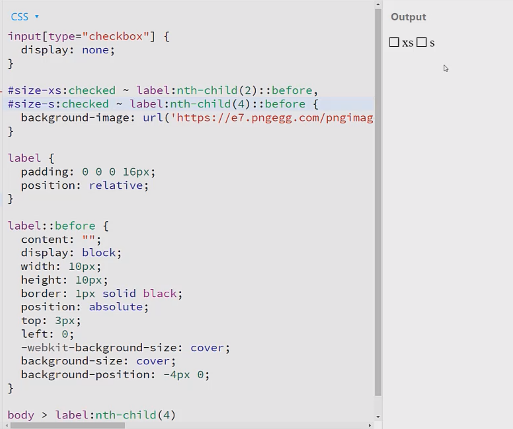 CSS
Output
input[type="checkbox"] {
display: none;
}
#size-xs:checked ~ label:nth-child(2)::before,
#size-s:checked ~ label:nth-child(4)::before {
background-image: url('https://e7.pngegg.com/pngimag
}
label {
padding: 0 0 0 16px;
position: relative;
}
label::before {
content: "";
display: block;
width: 10px;
height: 10px;
border: 1px solid black;
position: absolute;
top: 3px;
left: 0;
-webkit-background-size: cover;
background-size: cover;
background-position: -4px 0;
}
body > label:nth-child(4)
xs s